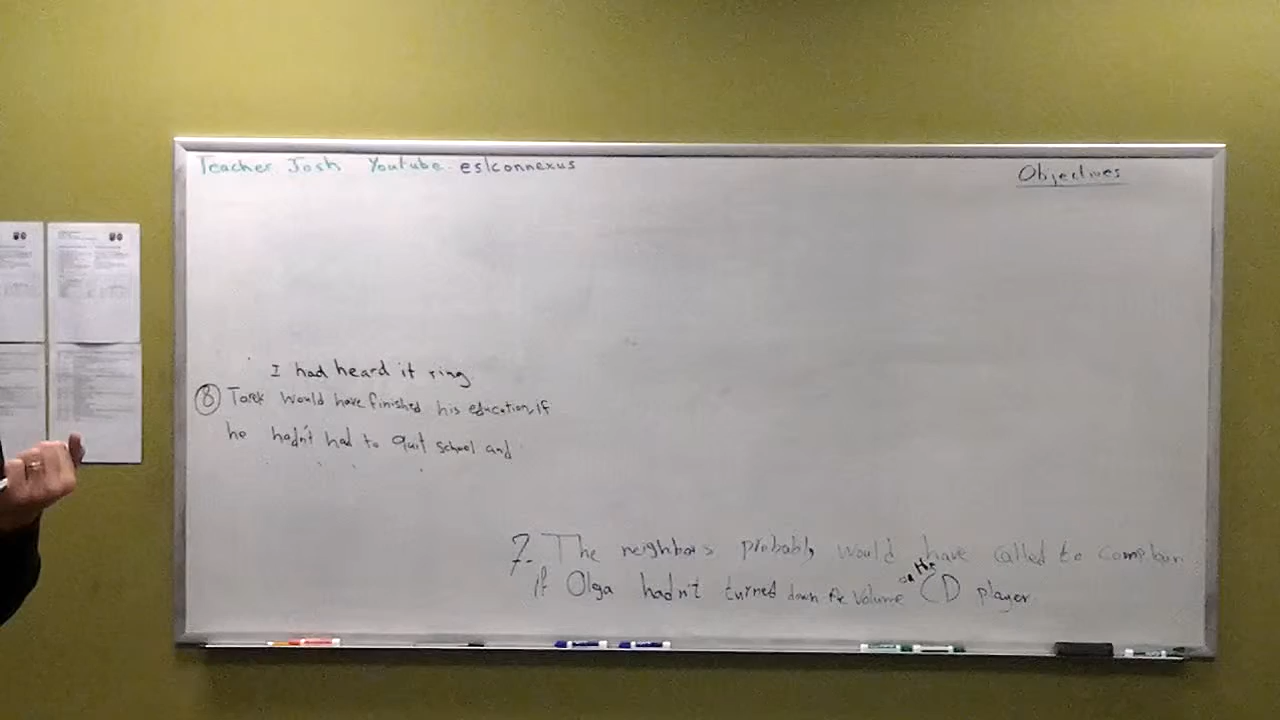 Teacher Josh Youtube. eslconnexus
Objectives
I had heard it ring
8 Tarek would have finished his education, if
he hadn't had to quit school and
7. The neighbors probably would have called to complain
if Olga hadn't turned down the volume on the CD player.